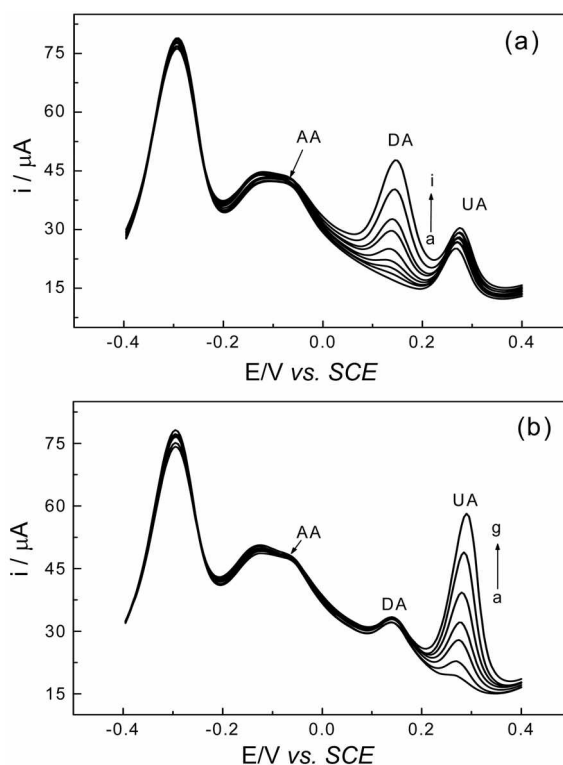 (a)
75
60
45
30
15
i / μA
AA
DA
i
a
UA
-0.4
-0.2
0.0
0.2
0.4
E/V vs. SCE
(b)
75
60
45
30
15
i / μA
AA
DA
UA
g
a
-0.4
-0.2
0.0
0.2
0.4
E/V vs. SCE